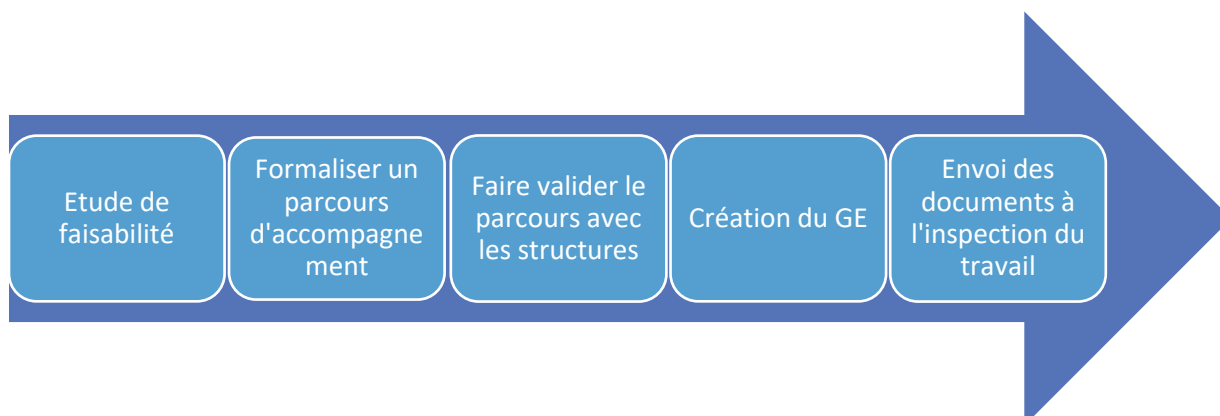 Etude de
faisabilité
Formaliser un
parcours
d'accompagne
ment
Faire valider le
parcours avec
les structures
Création du GE
Envoi des
documents à
l'inspection du
travail